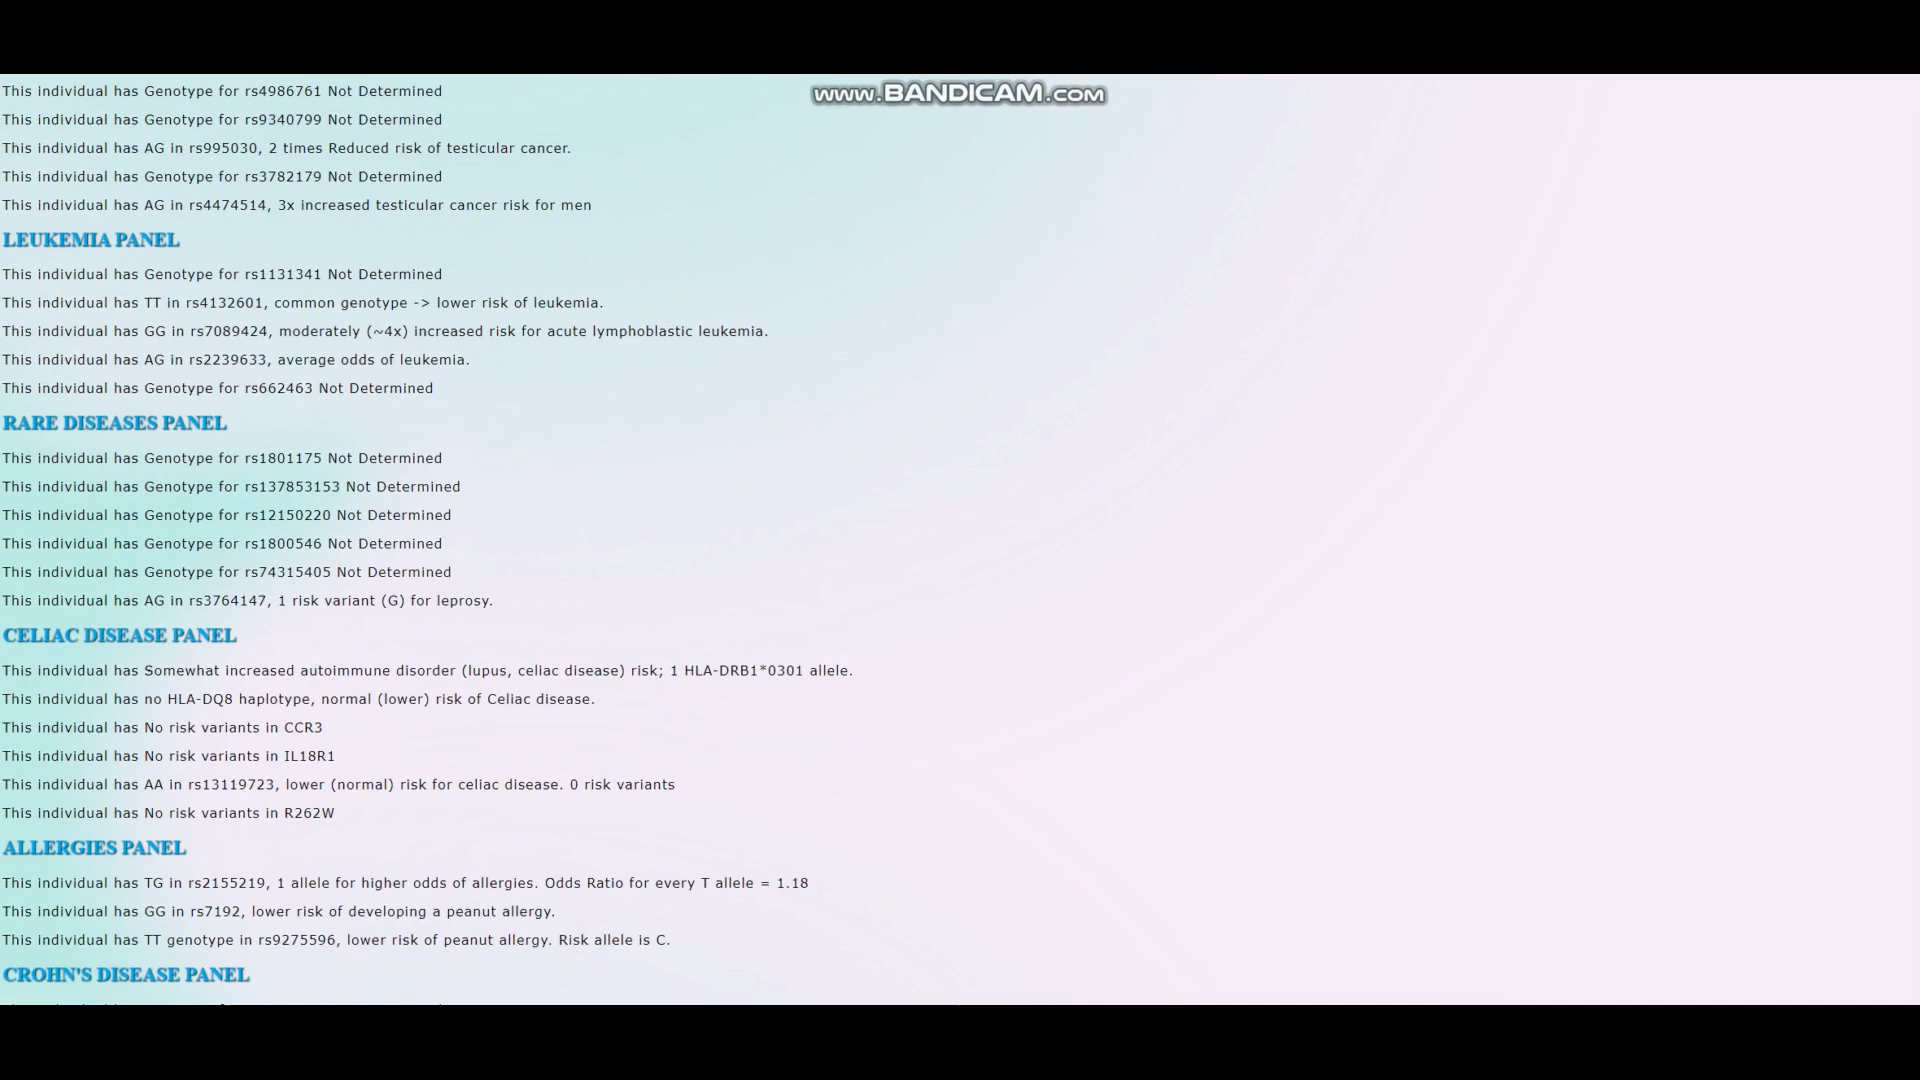 www.BANDICAM.com
This individual has Genotype for rs4986761 Not Determined
This individual has Genotype for rs9340799 Not Determined
This individual has AG in rs995030, 2 times Reduced risk of testicular cancer.
This individual has Genotype for rs3782179 Not Determined
This individual has AG in rs4474514, 3x increased testicular cancer risk for men
LEUKEMIA PANEL
This individual has Genotype for rs1131341 Not Determined
This individual has TT in rs4132601, common genotype -> lower risk of leukemia.
This individual has GG in rs7089424, moderately (~4x) increased risk for acute lymphoblastic leukemia.
This individual has AG in rs2239633, average odds of leukemia.
This individual has Genotype for rs662463 Not Determined
RARE DISEASES PANEL
This individual has Genotype for rs1801175 Not Determined
This individual has Genotype for rs137853153 Not Determined
This individual has Genotype for rs12150220 Not Determined
This individual has Genotype for rs1800546 Not Determined
This individual has Genotype for rs74315405 Not Determined
This individual has AG in rs3764147, 1 risk variant (G) for leprosy.
CELIAC DISEASE PANEL
This individual has Somewhat increased autoimmune disorder (lupus, celiac disease) risk; 1 HLA-DRB1*0301 allele.
This individual has no HLA-DQ8 haplotype, normal (lower) risk of Celiac disease.
This individual has No risk variants in CCR3
This individual has No risk variants in IL18R1
This individual has AA in rs13119723, lower (normal) risk for celiac disease. 0 risk variants
This individual has No risk variants in R262W
ALLERGIES PANEL
This individual has TG in rs2155219, 1 allele for higher odds of allergies. Odds Ratio for every T allele = 1.18
This individual has GG in rs7192, lower risk of developing a peanut allergy.
This individual has TT genotype in rs9275596, lower risk of peanut allergy. Risk allele is C.
CROHN'S DISEASE PANEL